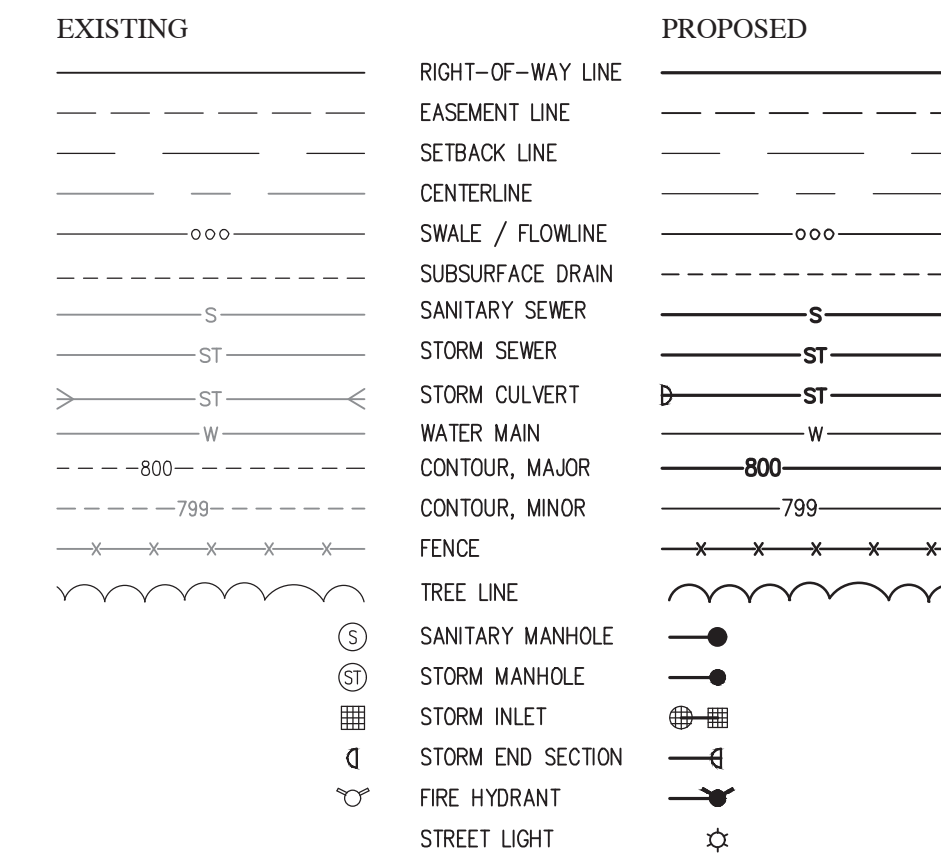 EXISTING PROPOSED
RIGHT-OF-WAY LINE
EASEMENT LINE
SETBACK LINE
CENTERLINE
SWALE / FLOWLINE
SUBSURFACE DRAIN
S SANITARY SEWER S
ST STORM SEWER ST
ST STORM CULVERT ST
W WATER MAIN W
800 CONTOUR, MAJOR 800
799 CONTOUR, MINOR 799
FENCE
TREE LINE
S SANITARY MANHOLE
ST STORM MANHOLE
STORM INLET
STORM END SECTION
FIRE HYDRANT
STREET LIGHT